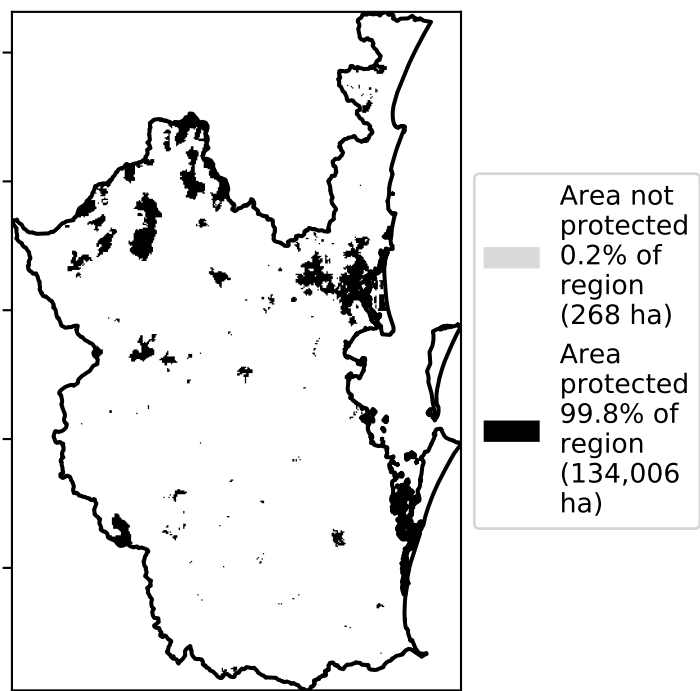 Area not
protected
0.2% of
region
(268 ha)
Area
protected
99.8% of
region
(134,006
ha)